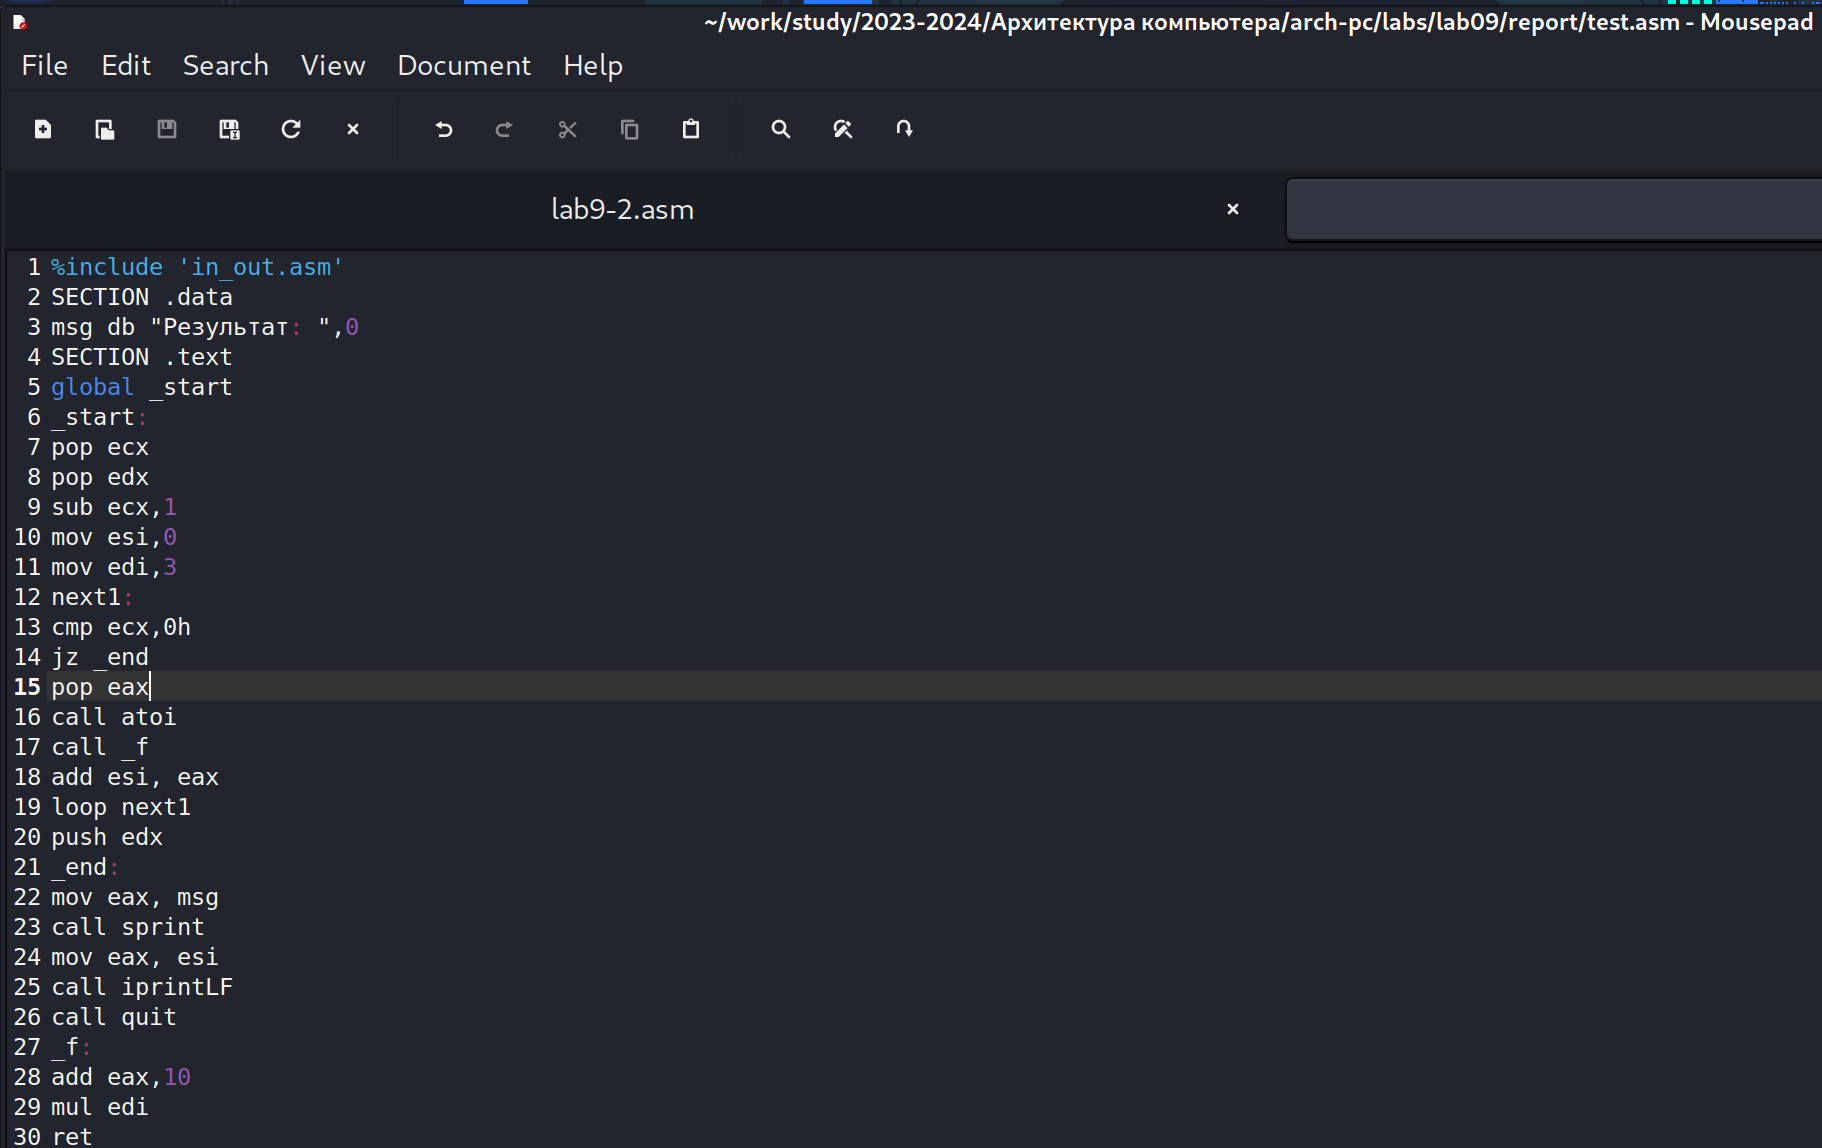 ~/work/study/2023-2024/Архитектура компьютера/arch-pc/labs/lab09/report/test.asm - Mousepad
File Edit Search View Document Help
lab9-2.asm
1 %include 'in_out.asm'
2 SECTION .data
3 msg db "Результат: ",0
4 SECTION .text
5 global _start
6 _start:
7 pop ecx
8 pop edx
9 sub ecx,1
10 mov esi,0
11 mov edi,3
12 next1:
13 cmp ecx,0h
14 jz _end
15 pop eax
16 call atoi
17 call _f
18 add esi, eax
19 loop next1
20 push edx
21 _end:
22 mov eax, msg
23 call sprint
24 mov eax, esi
25 call iprintLF
26 call quit
27 _f:
28 add eax,10
29 mul edi
30 ret